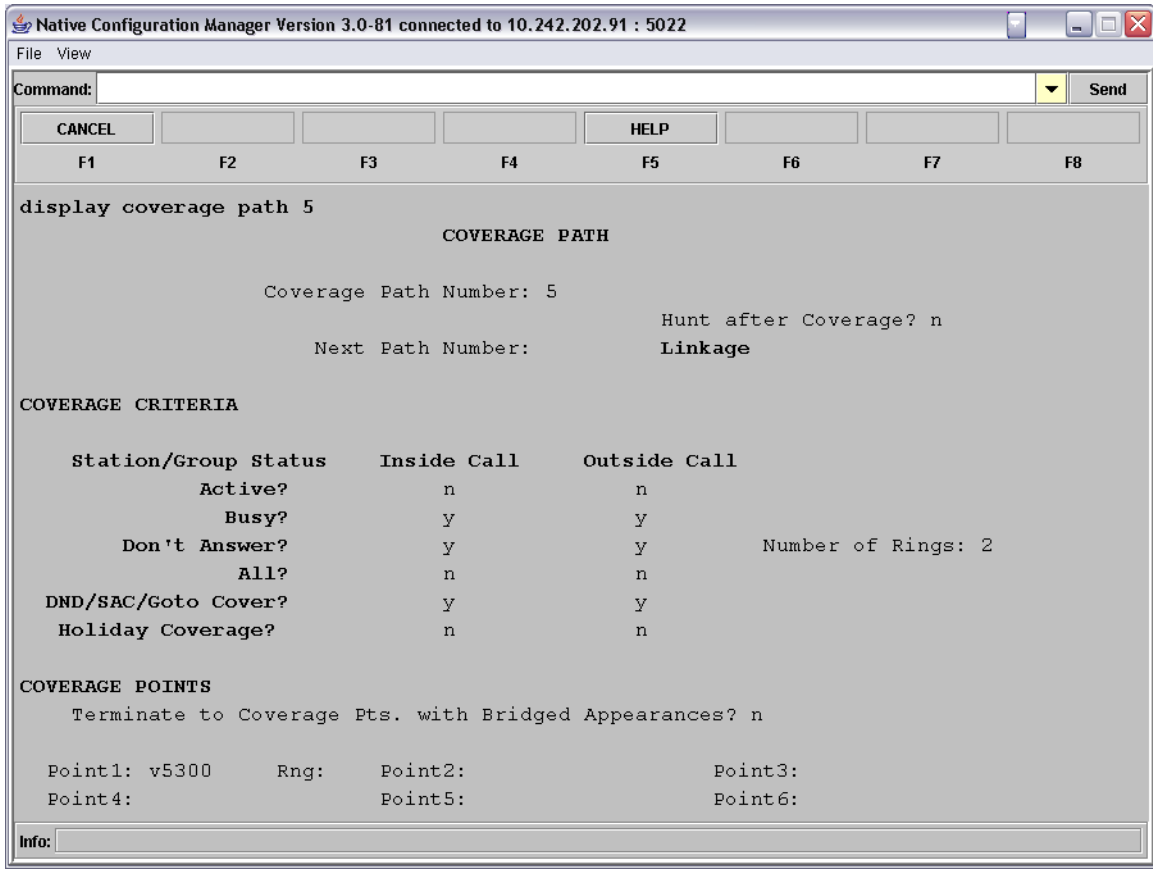 Native Configuration Manager Version 3.0-81 connected to 10.242.202.91 : 5022
File View
Command: Send
CANCEL HELP
F1 F2 F3 F4 F5 F6 F7 F8
display coverage path 5
COVERAGE PATH
Coverage Path Number: 5
Hunt after Coverage? n
Next Path Number: Linkage
COVERAGE CRITERIA
Station/Group Status Inside Call Outside Call
Active? n n
Busy? y y
Don't Answer? y y Number of Rings: 2
All? n n
DND/SAC/Goto Cover? y y
Holiday Coverage? n n
COVERAGE POINTS
Terminate to Coverage Pts. with Bridged Appearances? n
Point1: v5300 Rng: Point2: Point3:
Point4: Point5: Point6:
Info: